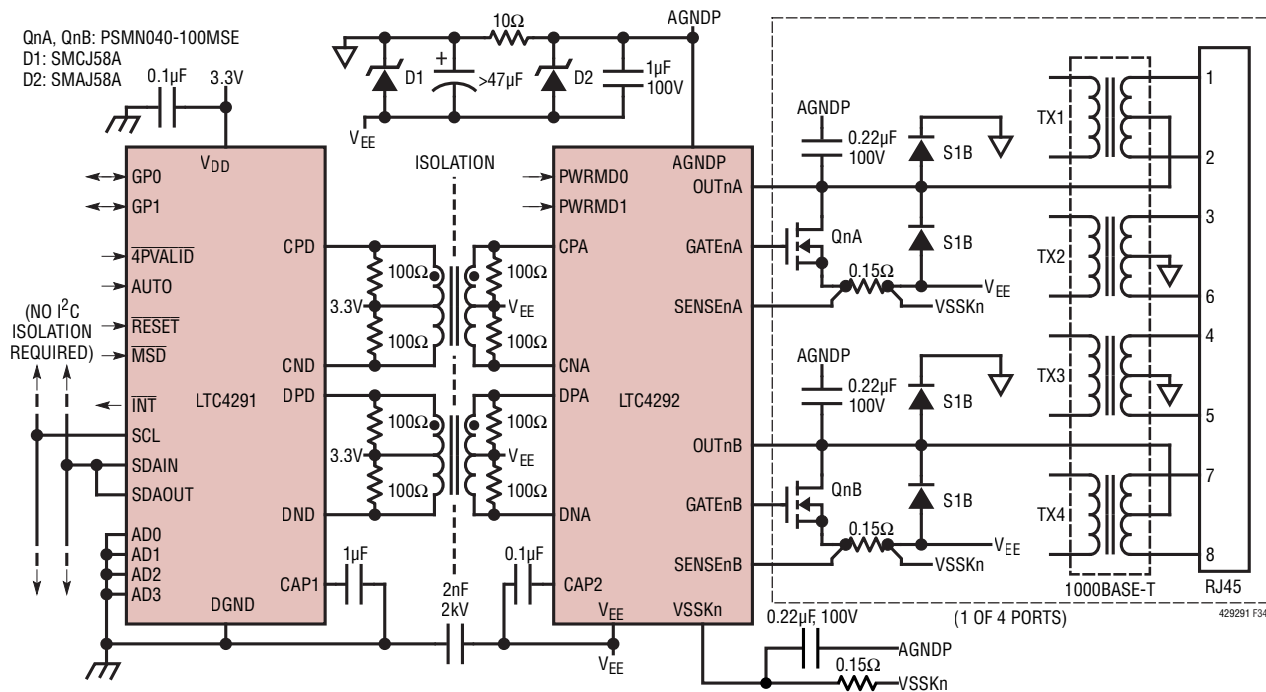 QnA, QnB: PSMN040-100MSE
D1: SMCJ58A
D2: SMAJ58A
0.1µF
3.3V
10Ω
AGNDP
D1
+
>47µF
D2
1µF
100V
VEE
VDD
GP0
GP1
4PVALID
AUTO
RESET
MSD
INT
SCL
SDAIN
SDAOUT
AD0
AD1
AD2
AD3
(NO I²C
ISOLATION
REQUIRED)
LTC4291
CPD
CND
DPD
DND
CAP1
DGND
1µF
ISOLATION
100Ω
100Ω
3.3V
100Ω
100Ω
VEE
100Ω
100Ω
3.3V
100Ω
100Ω
VEE
2nF
2kV
0.1µF
PWRMD0
PWRMD1
CPA
CNA
DPA
DNA
CAP2
VEE
VEE
LTC4292
AGNDP
OUTnA
GATEnA
SENSEnA
OUTnB
GATEnB
SENSEnB
VSSKn
AGNDP
0.22µF
100V
S1B
QnA
S1B
0.15Ω
VEE
VSSKn
AGNDP
0.22µF
100V
S1B
QnB
S1B
0.15Ω
VEE
VSSKn
0.22µF, 100V
AGNDP
0.15Ω
VSSKn
(1 OF 4 PORTS)
TX1
TX2
TX3
TX4
1000BASE-T
1
2
3
6
4
5
7
8
RJ45
429291 F34